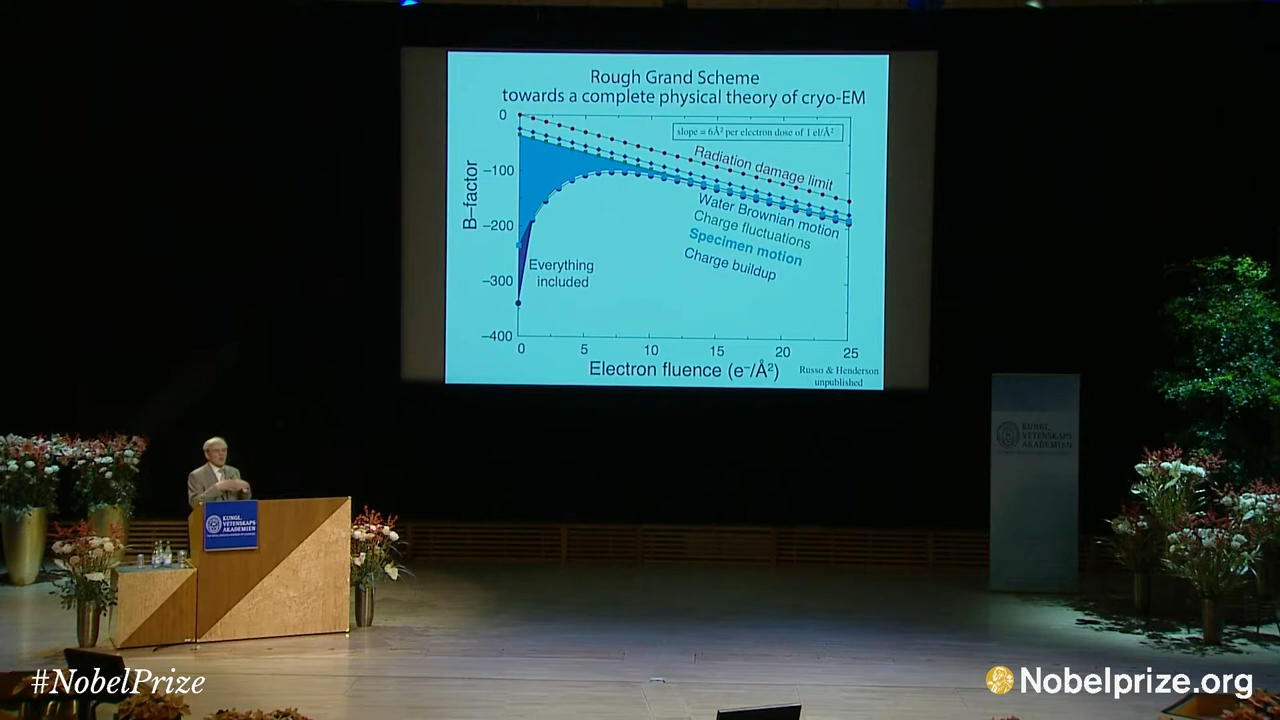 Rough Grand Scheme
towards a complete physical theory of cryo-EM
slope = 6Å² per electron dose of 1 el/Å²
0
−100
−200
−300
−400
B–factor
Radiation damage limit
Water Brownian motion
Charge fluctuations
Specimen motion
Charge buildup
Everything
included
0 5 10 15 20 25
Electron fluence (e⁻/Å²)
Russo & Henderson
unpublished
KUNGL.
VETENSKAPS
AKADEMIEN
KUNGL.
VETENSKAPS
AKADEMIEN
#NobelPrize
Nobelprize.org